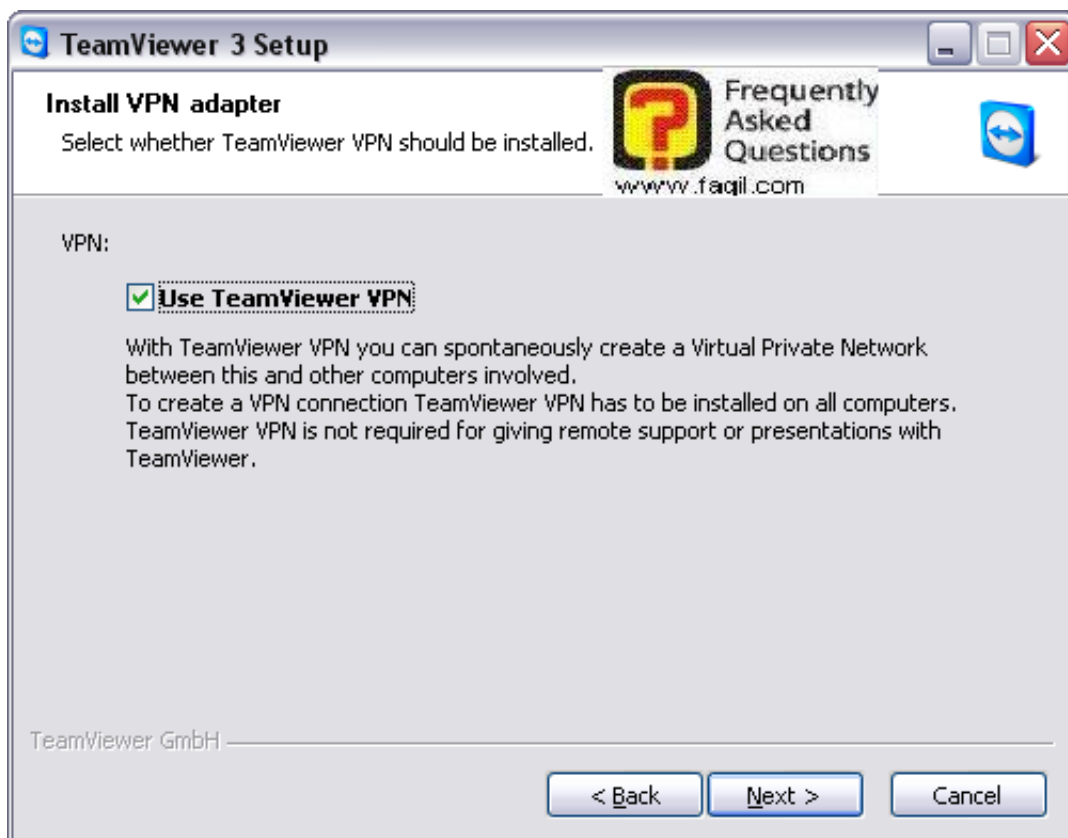 TeamViewer 3 Setup
Install VPN adapter
Select whether TeamViewer VPN should be installed.
Frequently
Asked
Questions
www.faqil.com
VPN:
Use TeamViewer VPN
With TeamViewer VPN you can spontaneously create a Virtual Private Network
between this and other computers involved.
To create a VPN connection TeamViewer VPN has to be installed on all computers.
TeamViewer VPN is not required for giving remote support or presentations with
TeamViewer.
TeamViewer GmbH
< Back
Next >
Cancel